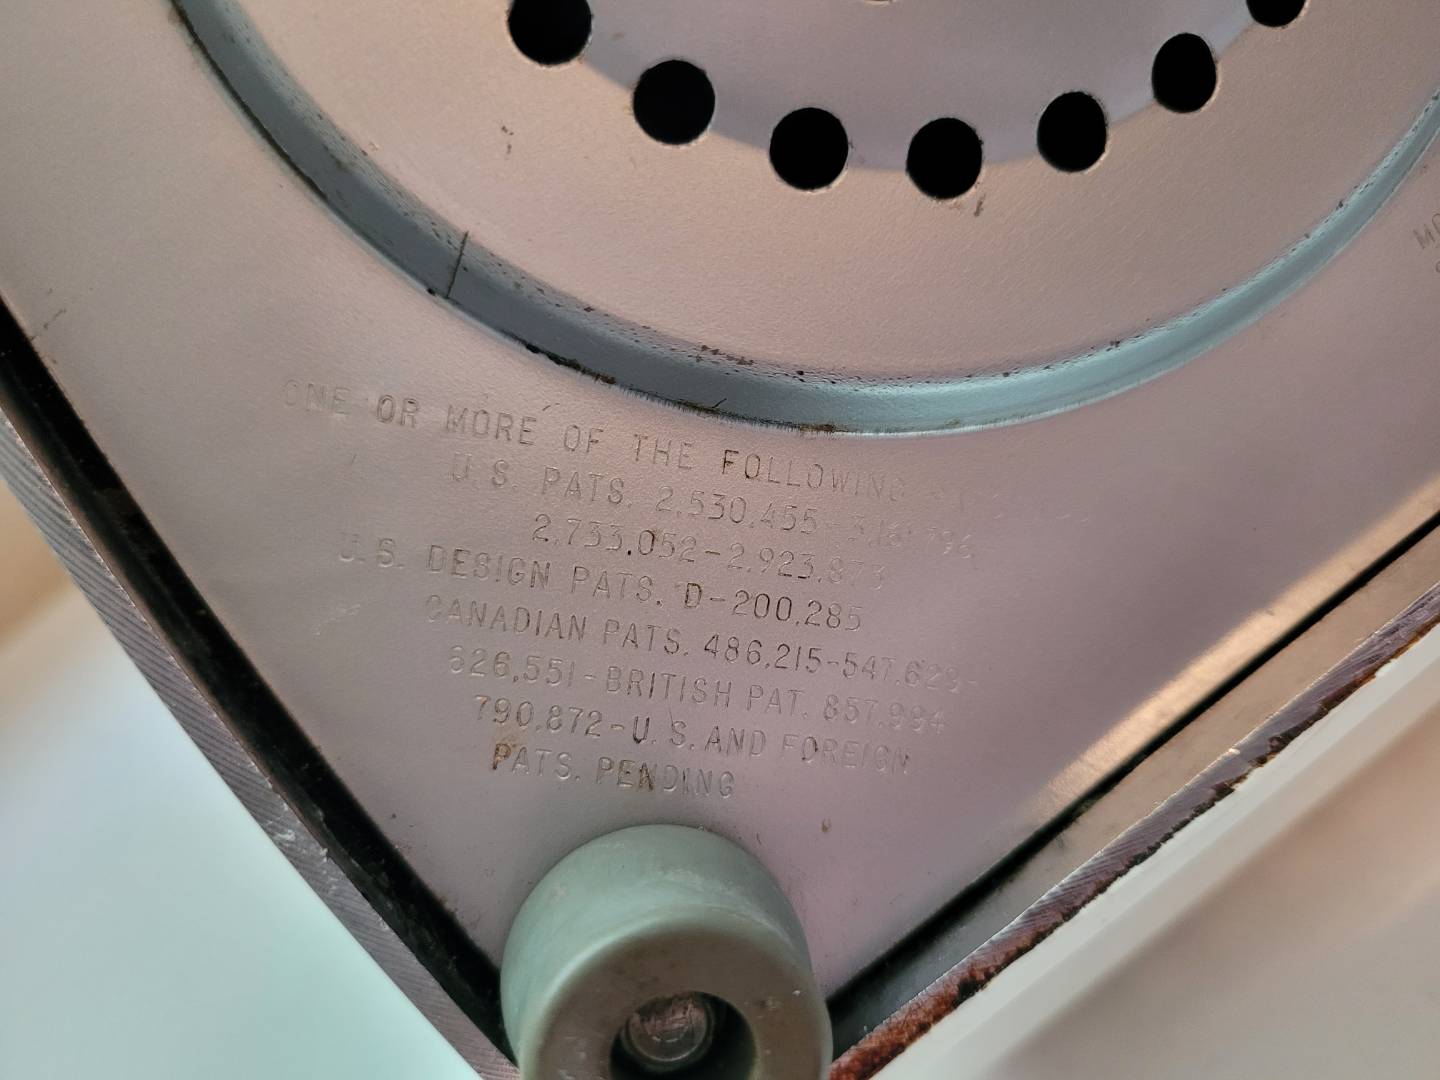 ONE OR MORE OF THE FOLLOWING
U.S. PATS. 2,530,455-
2,733,052-2,923,873
U.S. DESIGN PATS. D-200,285
CANADIAN PATS. 486,215-547,629-
626,551-BRITISH PAT. 857,994
790,872-U.S. AND FOREIGN
PATS. PENDING